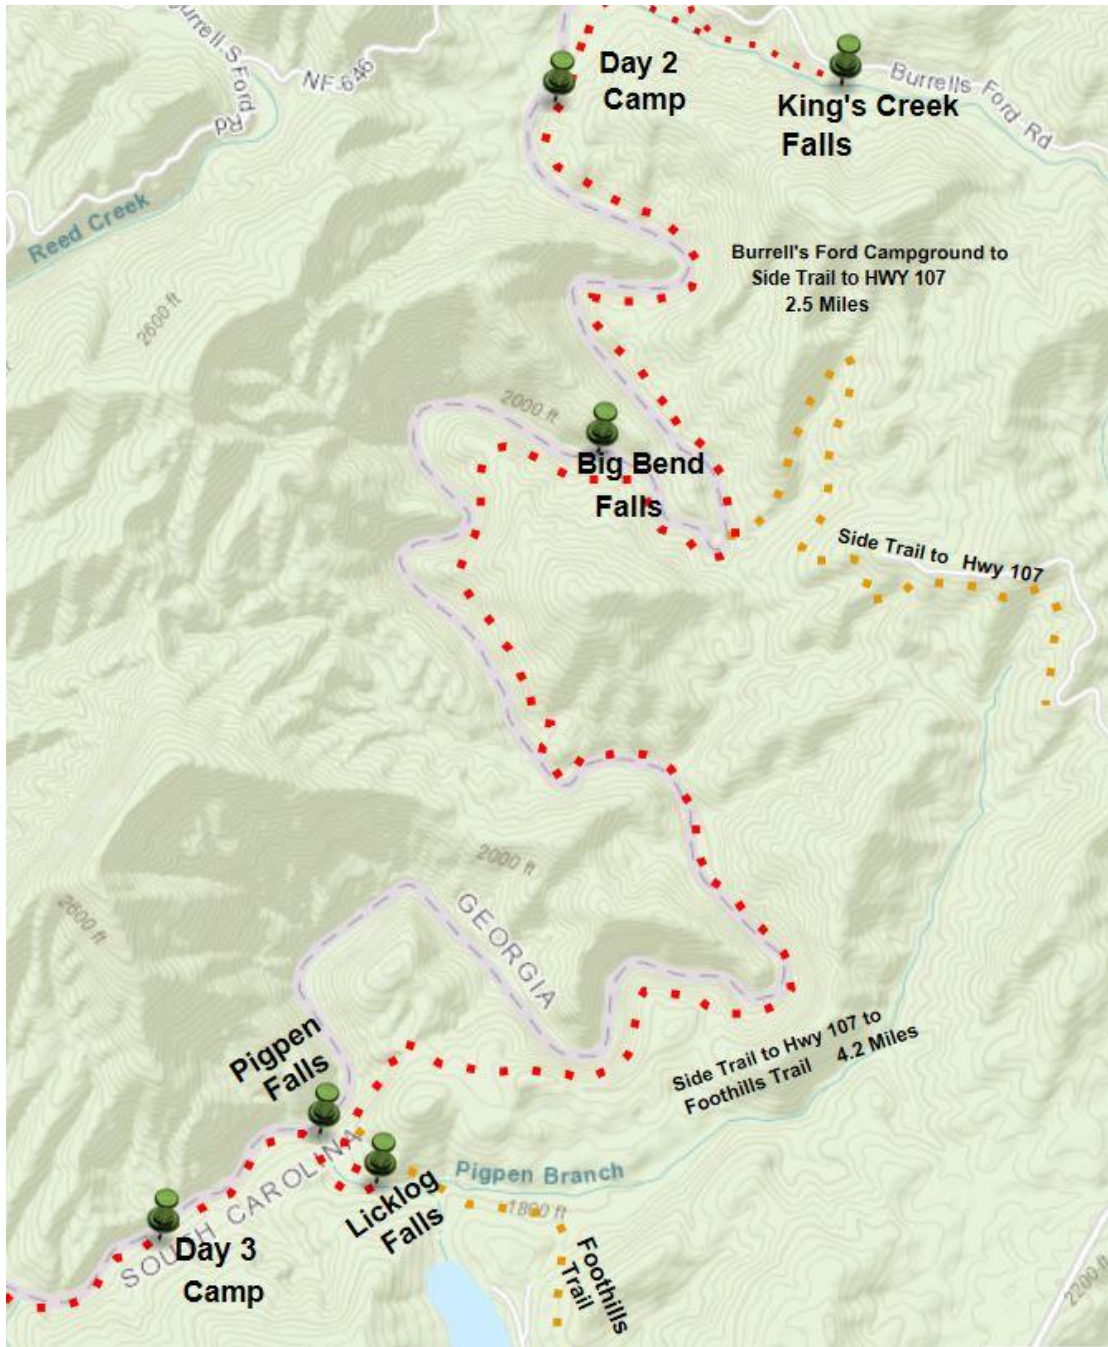 Burrell.S Ford
Rd
NF-646
Day 2
Camp
King's Creek
Falls
Burrells Ford Rd
Reed Creek
Burrell's Ford Campground to
Side Trail to HWY 107
2.5 Miles
2600 ft
2000 ft
Big Bend
Falls
Side Trail to Hwy 107
2000 ft
2600 ft
GEORGIA
Pigpen
Falls
Side Trail to Hwy 107 to
Foothills Trail 4.2 Miles
SOUTH CAROLINA
Licklog
Falls
Pigpen Branch
1800 ft
Day 3
Camp
Foothills
Trail
2200 ft